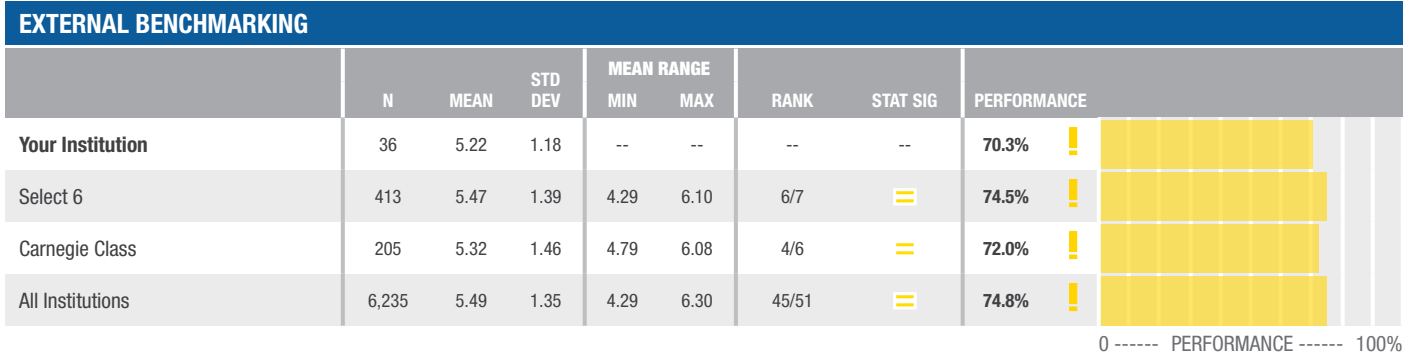 EXTERNAL BENCHMARKING
N MEAN STD DEV MEAN RANGE MIN MAX RANK STAT SIG PERFORMANCE
Your Institution 36 5.22 1.18 -- -- -- -- 70.3% !
Select 6 413 5.47 1.39 4.29 6.10 6/7 = 74.5% !
Carnegie Class 205 5.32 1.46 4.79 6.08 4/6 = 72.0% !
All Institutions 6,235 5.49 1.35 4.29 6.30 45/51 = 74.8% !
0 ------ PERFORMANCE ------ 100%